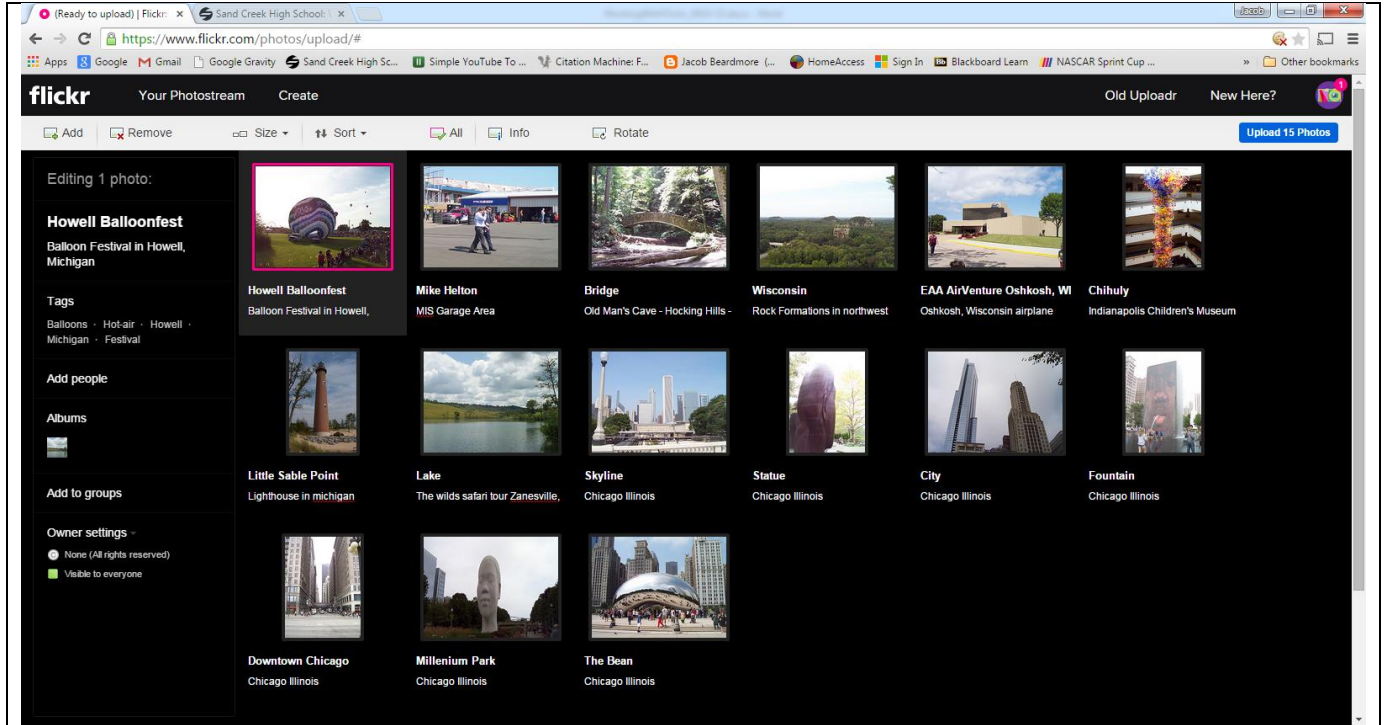 (Ready to upload) | Flickr
Sand Creek High School: \
Jacob
https://www.flickr.com/photos/upload/#
Apps Google Gmail Google Gravity Sand Creek High Sc... Simple YouTube To ... Citation Machine: F... Jacob Beardmore (... HomeAccess Sign In Blackboard Learn NASCAR Sprint Cup ... » Other bookmarks
flickr Your Photostream Create Old Uploadr New Here? 1
Add Remove Size Sort All Info Rotate Upload 15 Photos
Editing 1 photo:
Howell Balloonfest
Balloon Festival in Howell,
Michigan
Tags
Balloons · Hot-air · Howell ·
Michigan · Festival
Add people
Albums
Add to groups
Owner settings
None (All rights reserved)
Visible to everyone
Howell Balloonfest Mike Helton Bridge Wisconsin EAA AirVenture Oshkosh, WI Chihuly
Balloon Festival in Howell, MIS Garage Area Old Man's Cave - Hocking Hills - Rock Formations in northwest Oshkosh, Wisconsin airplane Indianapolis Children's Museum
Little Sable Point Lake Skyline Statue City Fountain
Lighthouse in michigan The wilds safari tour Zanesville, Chicago Illinois Chicago Illinois Chicago Illinois Chicago Illinois
Downtown Chicago Millenium Park The Bean
Chicago Illinois Chicago Illinois Chicago Illinois